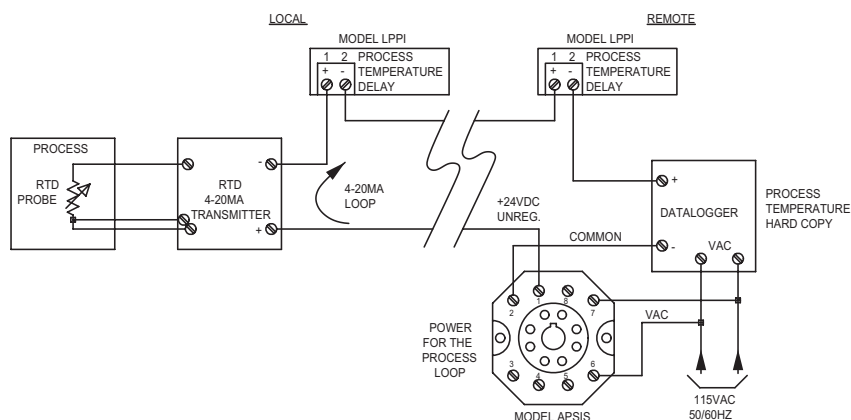 LOCAL
REMOTE
MODEL LPPI
1 2 PROCESS
+ - TEMPERATURE
DELAY
MODEL LPPI
1 2 PROCESS
+ - TEMPERATURE
DELAY
PROCESS
RTD
PROBE
-
RTD
4-20MA
TRANSMITTER
+
4-20MA
LOOP
+24VDC
UNREG.
COMMON
+
DATALOGGER
-
VAC
PROCESS
TEMPERATURE
HARD COPY
2 1 8 7
3 4 5 6
VAC
POWER
FOR THE
PROCESS
LOOP
MODEL APSIS
115VAC
50/60HZ